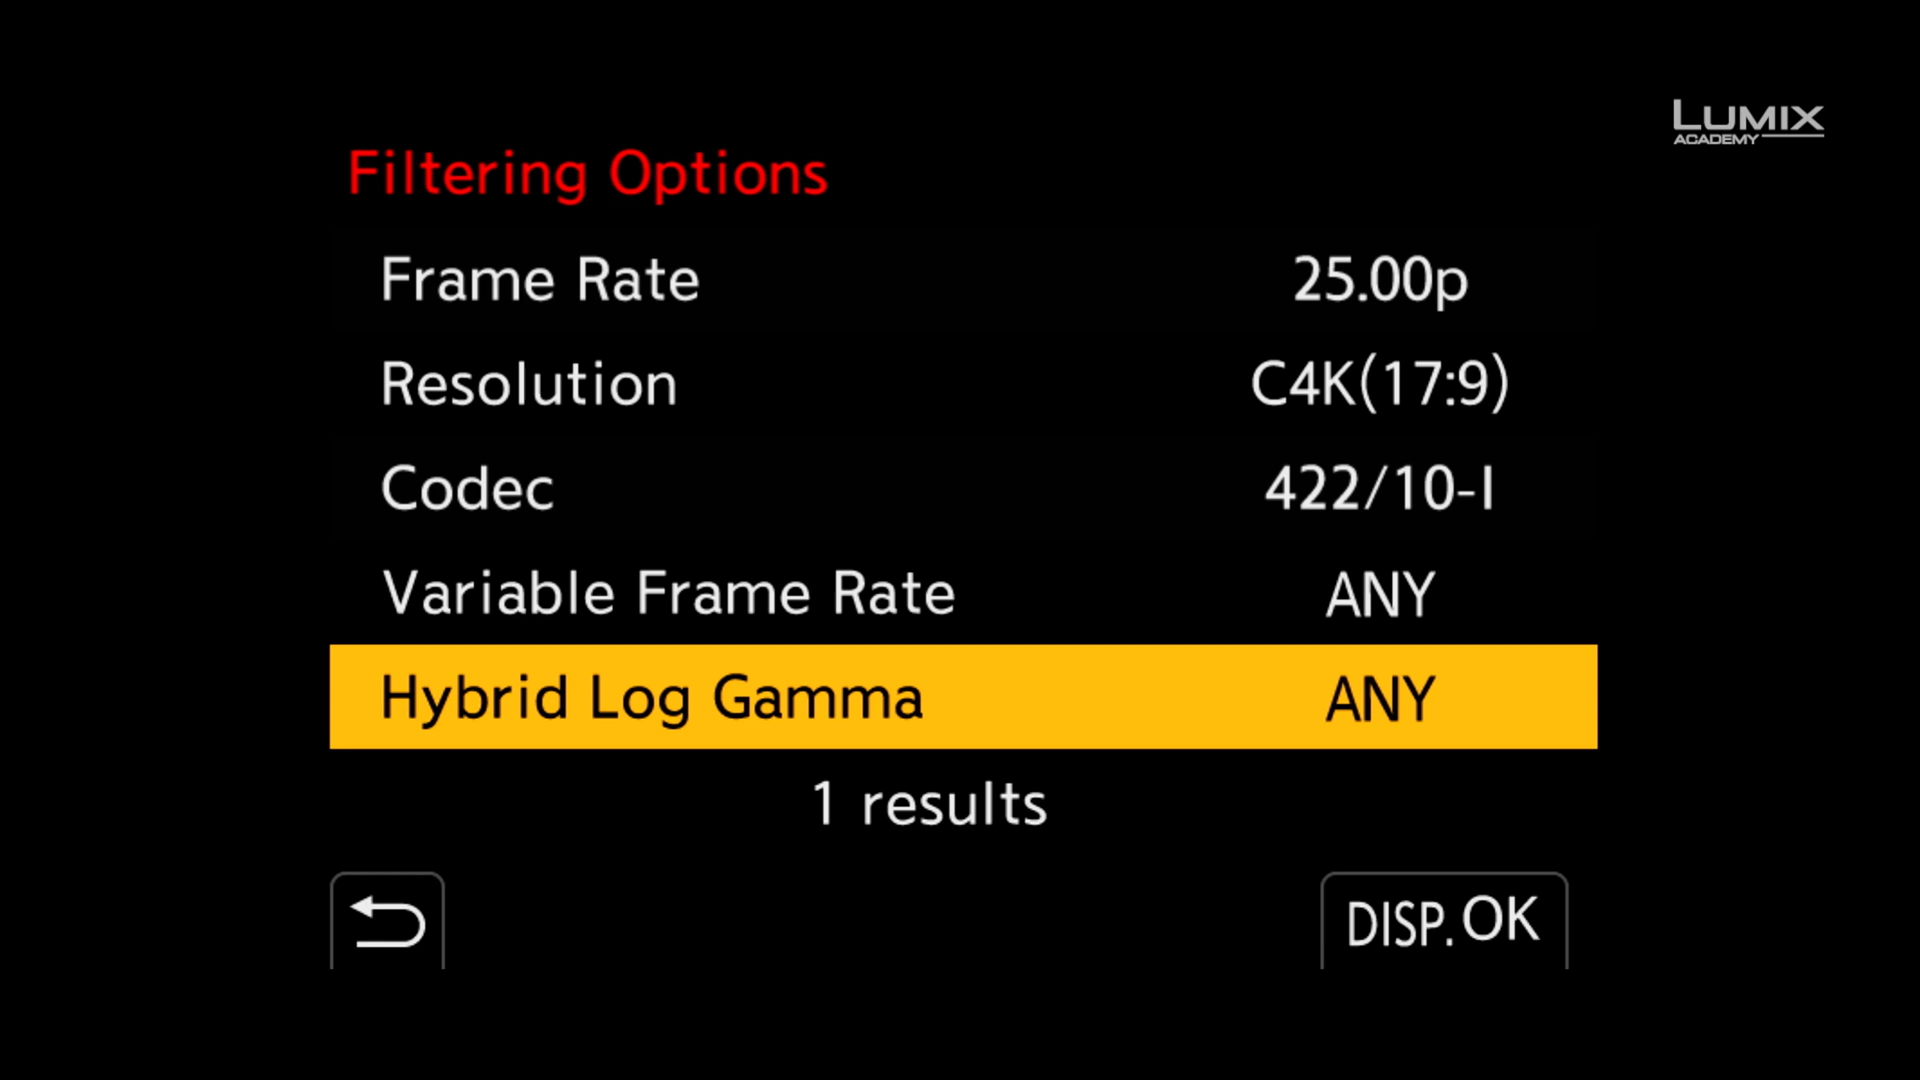 LUMIX
ACADEMY
Filtering Options
Frame Rate 25.00p
Resolution C4K(17:9)
Codec 422/10-I
Variable Frame Rate ANY
Hybrid Log Gamma ANY
1 results
DISP. OK